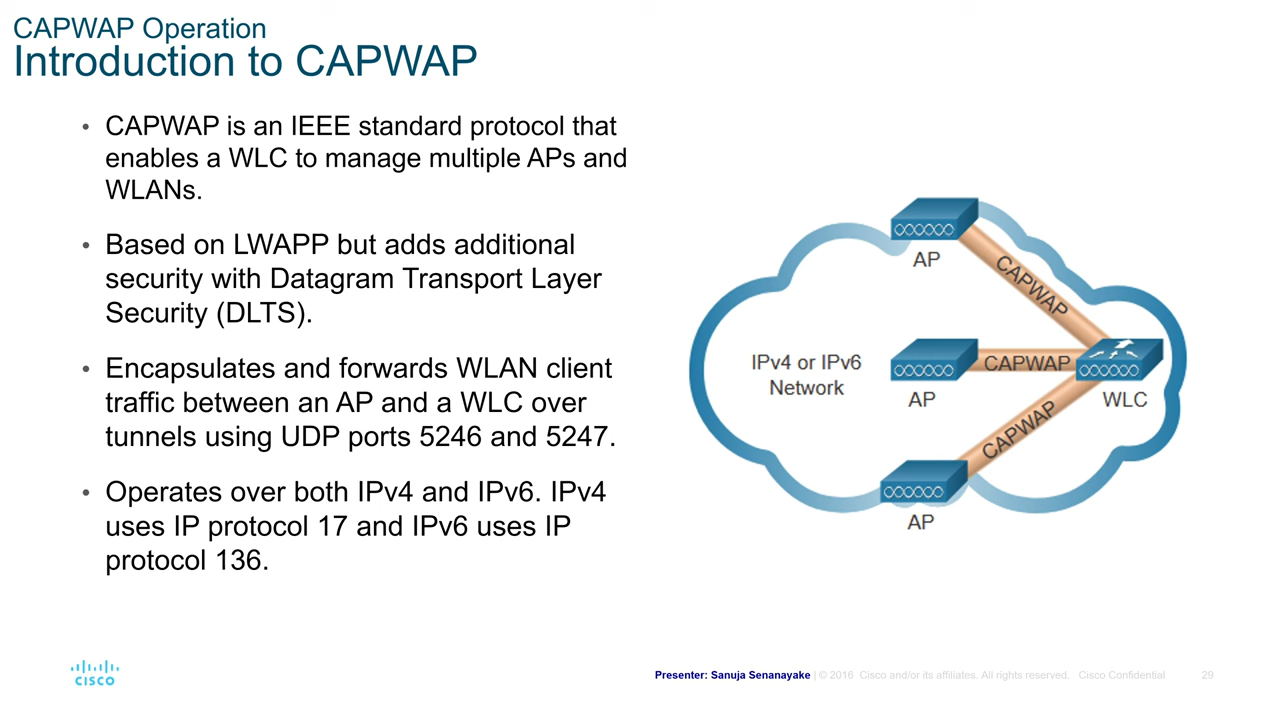 CAPWAP Operation
Introduction to CAPWAP
• CAPWAP is an IEEE standard protocol that
enables a WLC to manage multiple APs and
WLANs.
• Based on LWAPP but adds additional
security with Datagram Transport Layer
Security (DLTS).
• Encapsulates and forwards WLAN client
traffic between an AP and a WLC over
tunnels using UDP ports 5246 and 5247.
• Operates over both IPv4 and IPv6. IPv4
uses IP protocol 17 and IPv6 uses IP
protocol 136.
AP
CAPWAP
IPv4 or IPv6
Network
AP
CAPWAP
WLC
CAPWAP
AP
CISCO
Presenter: Sanuja Senanayake | © 2016 Cisco and/or its affiliates. All rights reserved. Cisco Confidential 29